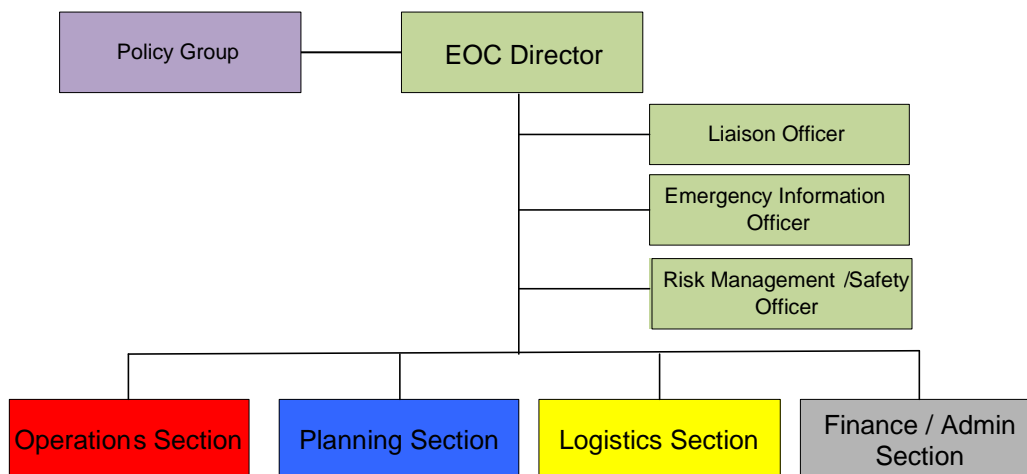 Policy Group
EOC Director
Liaison Officer
Emergency Information
Officer
Risk Management /Safety
Officer
Operations Section
Planning Section
Logistics Section
Finance / Admin
Section